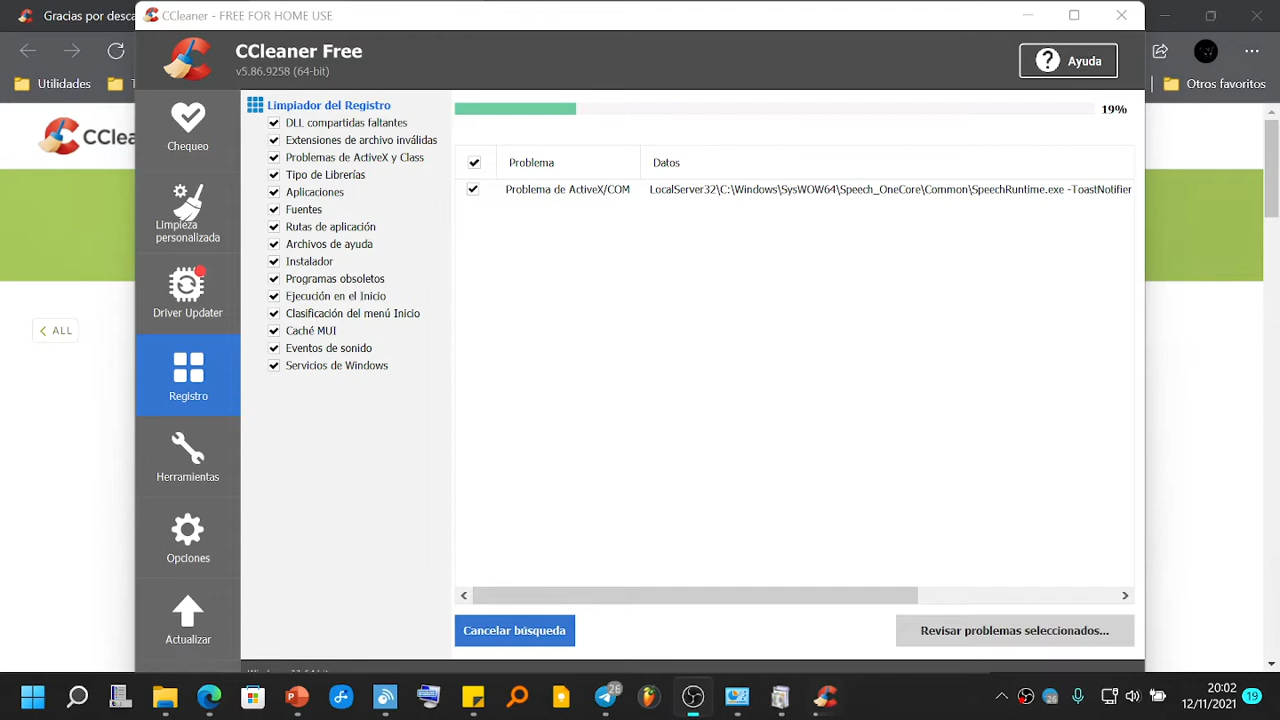 Gracias por des
CCleaner - FREE FOR HOME USE
CCleaner Free
v5.86.9258 (64-bit)
Ayuda
Utilidades
Otros favoritos
CClea
ALL
Chequeo
Limpieza
personalizada
Driver Updater
Registro
Herramientas
Opciones
Actualizar
Limpiador del Registro
DLL compartidas faltantes
Extensiones de archivo inválidas
Problemas de ActiveX y Class
Tipo de Librerías
Aplicaciones
Fuentes
Rutas de aplicación
Archivos de ayuda
Instalador
Programas obsoletos
Ejecución en el Inicio
Clasificación del menú Inicio
Caché MUI
Eventos de sonido
Servicios de Windows
19%
Problema Datos
Problema de ActiveX/COM LocalServer32\C:\Windows\SysWOW64\Speech_OneCore\Common\SpeechRuntime.exe -ToastNotifier
Cancelar búsqueda
Revisar problemas seleccionados...
26
26
20:02
12/11/2021
19